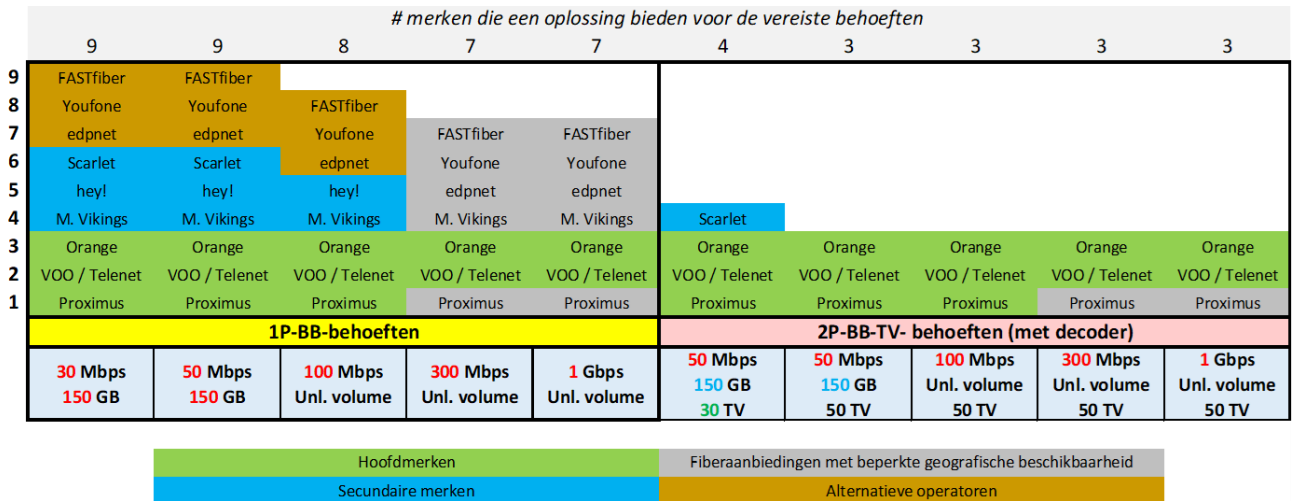 # merken die een oplossing bieden voor de vereiste behoeften
9 9 8 7 7 4 3 3 3 3
9 FASTfiber FASTfiber
8 Youfone Youfone FASTfiber
7 edpnet edpnet Youfone FASTfiber FASTfiber
6 Scarlet Scarlet edpnet Youfone Youfone
5 hey! hey! hey! edpnet edpnet
4 M. Vikings M. Vikings M. Vikings M. Vikings M. Vikings Scarlet
3 Orange Orange Orange Orange Orange Orange Orange Orange Orange Orange
2 VOO / Telenet VOO / Telenet VOO / Telenet VOO / Telenet VOO / Telenet VOO / Telenet VOO / Telenet VOO / Telenet VOO / Telenet VOO / Telenet
1 Proximus Proximus Proximus Proximus Proximus Proximus Proximus Proximus Proximus Proximus
1P-BB-behoeften 2P-BB-TV- behoeften (met decoder)
30 Mbps 50 Mbps 100 Mbps 300 Mbps 1 Gbps 50 Mbps 50 Mbps 100 Mbps 300 Mbps 1 Gbps
150 GB 150 GB Unl. volume Unl. volume Unl. volume 150 GB 150 GB Unl. volume Unl. volume Unl. volume
30 TV 50 TV 50 TV 50 TV 50 TV
Hoofdmerken Fiberaanbiedingen met beperkte geografische beschikbaarheid
Secundaire merken Alternatieve operatoren